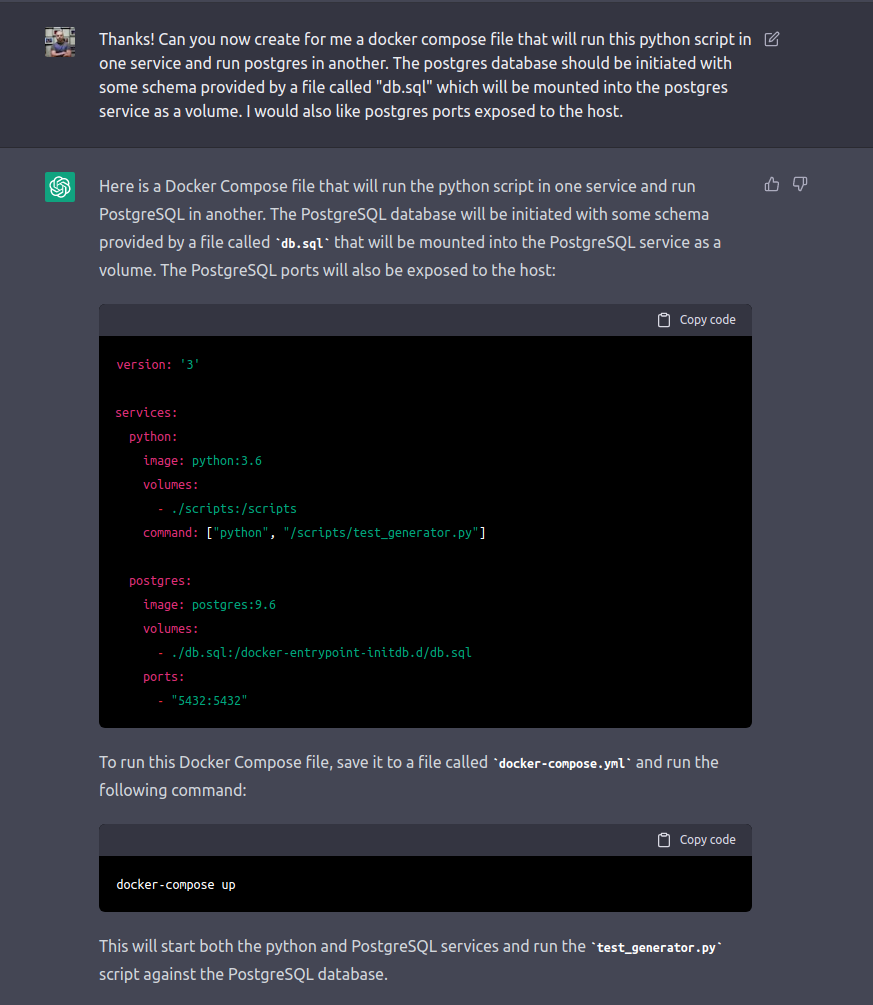 Thanks! Can you now create for me a docker compose file that will run this python script in
one service and run postgres in another. The postgres database should be initiated with
some schema provided by a file called "db.sql" which will be mounted into the postgres
service as a volume. I would also like postgres ports exposed to the host.
Here is a Docker Compose file that will run the python script in one service and run
PostgreSQL in another. The PostgreSQL database will be initiated with some schema
provided by a file called `db.sql` that will be mounted into the PostgreSQL service as a
volume. The PostgreSQL ports will also be exposed to the host:
Copy code
version: '3'
services:
  python:
    image: python:3.6
    volumes:
      - ./scripts:/scripts
    command: ["python", "/scripts/test_generator.py"]
  postgres:
    image: postgres:9.6
    volumes:
      - ./db.sql:/docker-entrypoint-initdb.d/db.sql
    ports:
      - "5432:5432"
To run this Docker Compose file, save it to a file called `docker-compose.yml` and run the
following command:
Copy code
docker-compose up
This will start both the python and PostgreSQL services and run the `test_generator.py`
script against the PostgreSQL database.